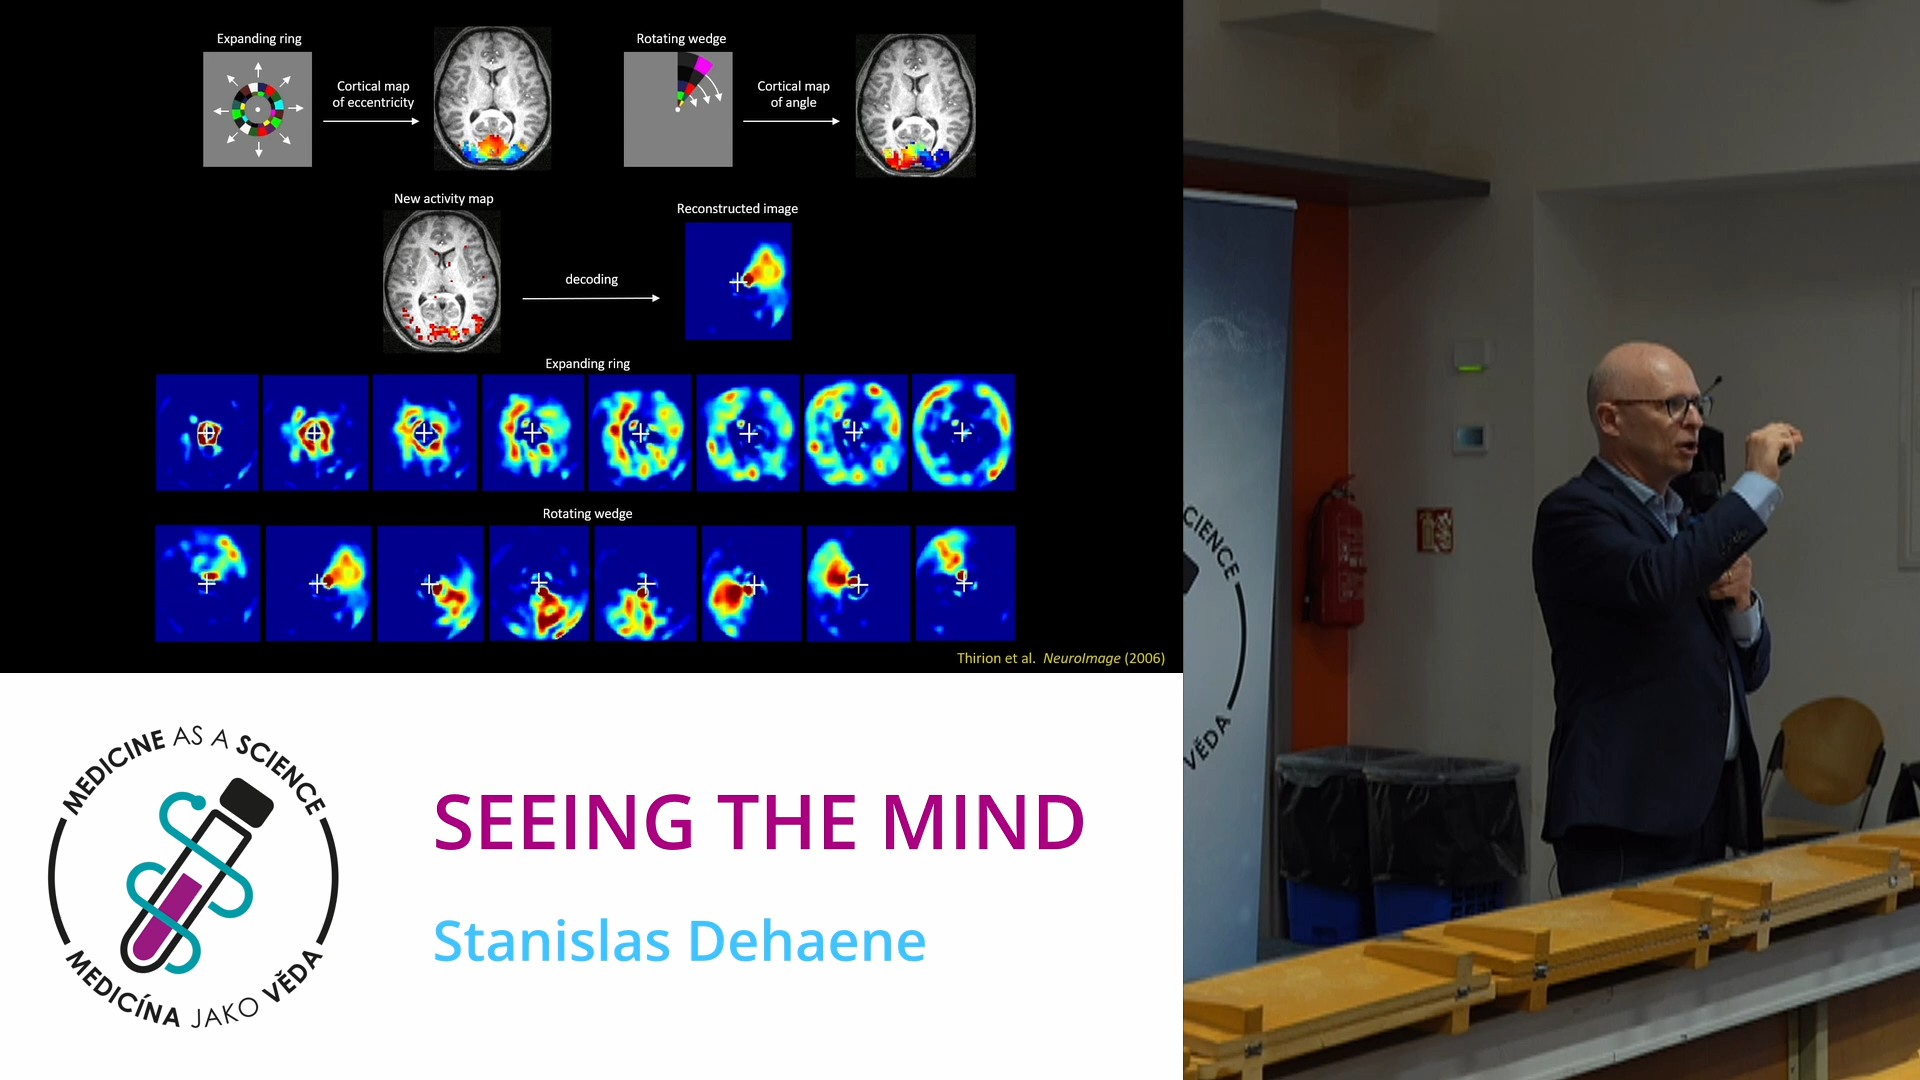 Expanding ring
Cortical map
of eccentricity
Rotating wedge
Cortical map
of angle
New activity map
decoding
Reconstructed image
Expanding ring
Rotating wedge
Thirion et al. NeuroImage (2006)
MEDICINE AS A SCIENCE
MEDICÍNA JAKO VĚDA
SEEING THE MIND
Stanislas Dehaene
CIENCE
VĚDA